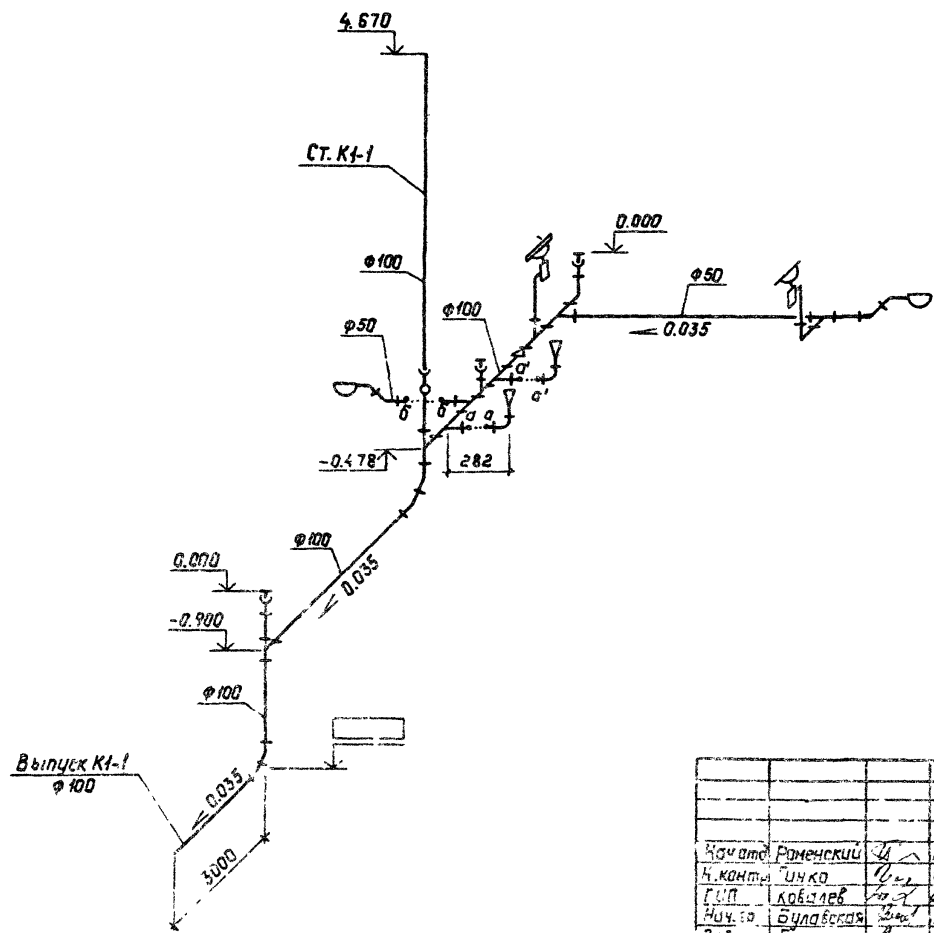 4.670
Ст. К1-1
0.000
ф100
ф50
ф100
0.035
ф50
а'
а'
б
б
а
а
-0.478
282
ф100
0.035
0.000
-0.900
ф100
Выпуск К1-1
ф100
0.035
3000
Нач отд Раменский
Н.контр Гинко
ГИП Ковалев
Булавская